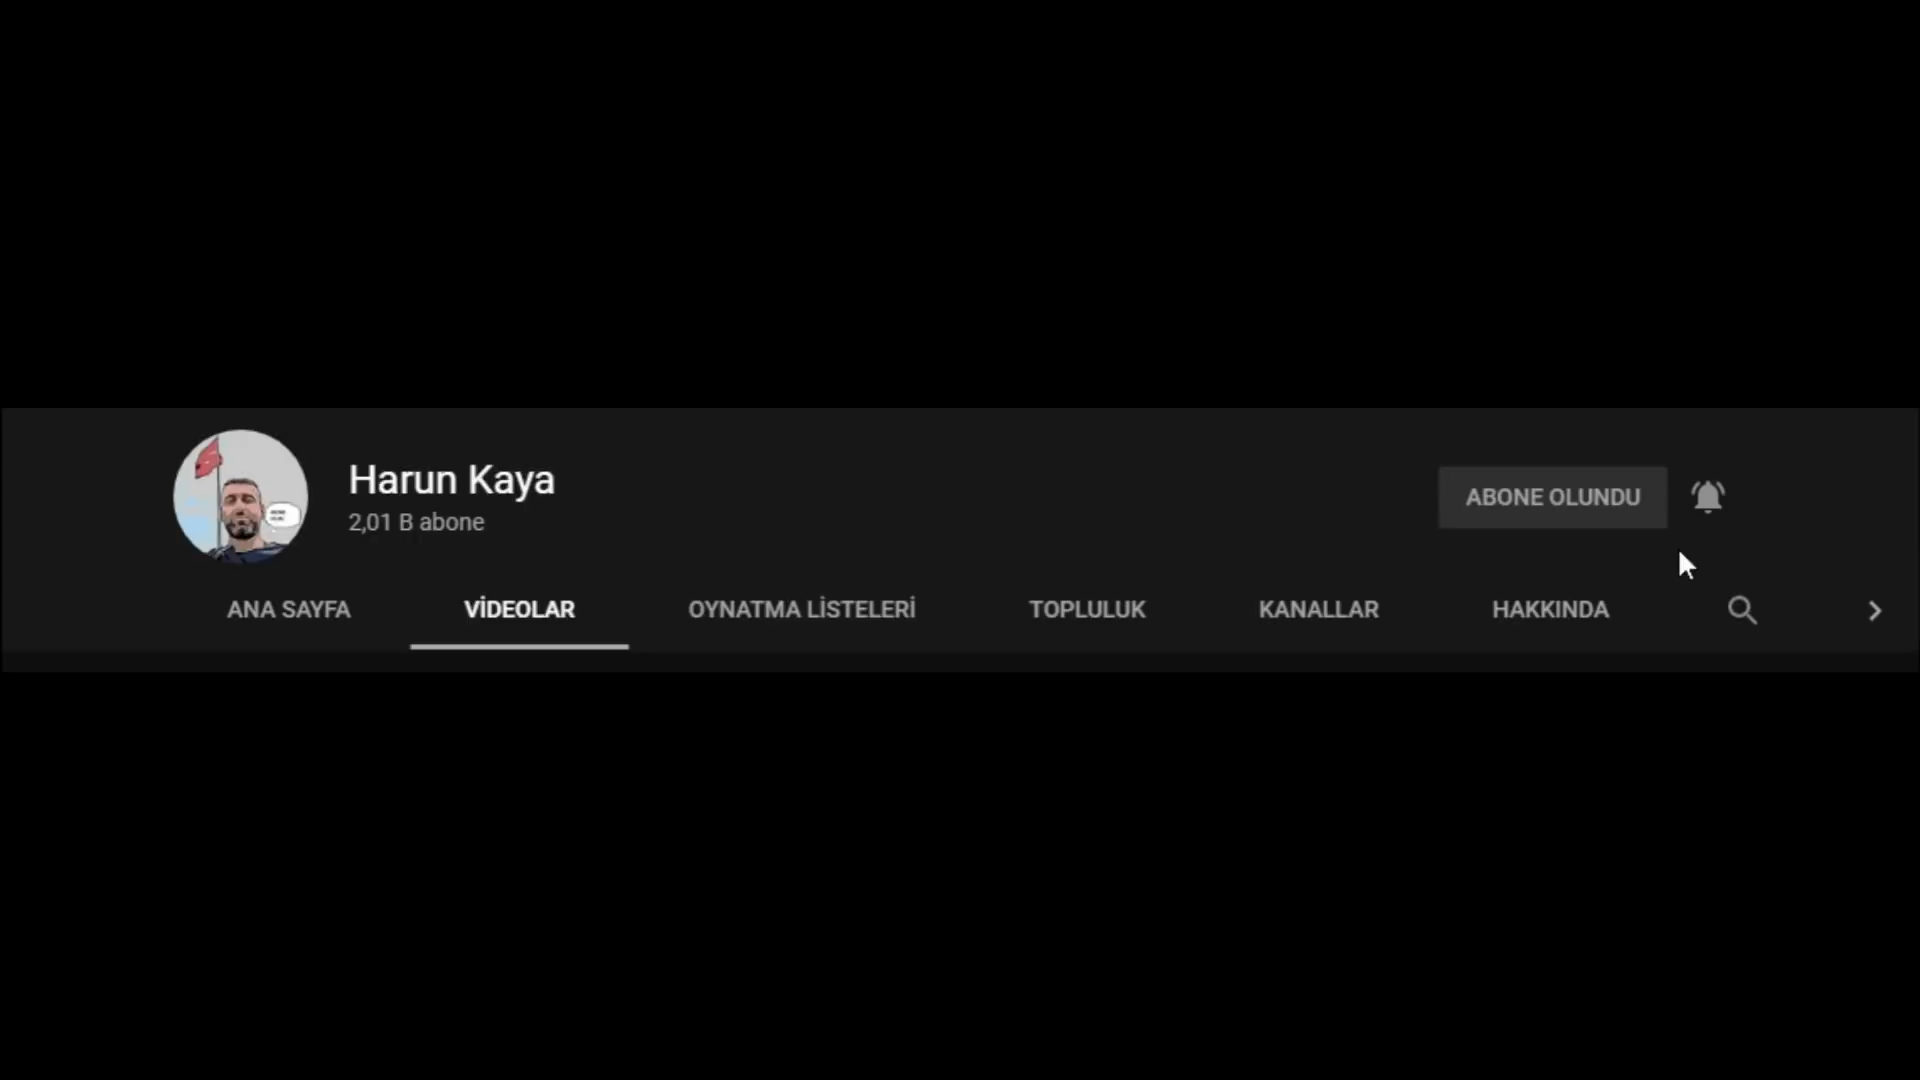 Harun Kaya
2,01 B abone
ABONE OLUNDU
ANA SAYFA
VİDEOLAR
OYNATMA LİSTELERİ
TOPLULUK
KANALLAR
HAKKINDA